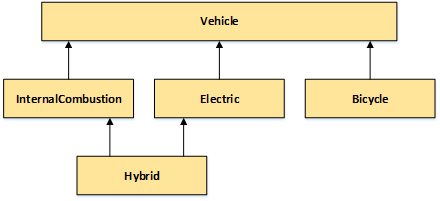 Vehicle
InternalCombustion
Electric
Bicycle
Hybrid